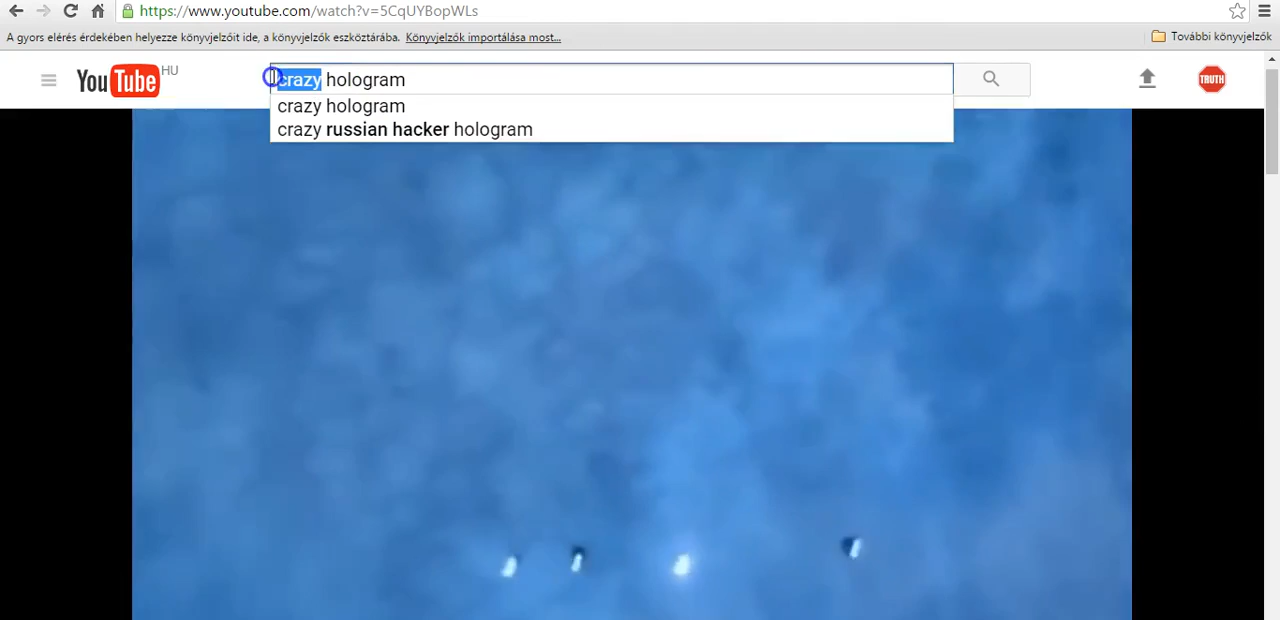 https://www.youtube.com/watch?v=5CqUYBopWLs
A gyors elérés érdekében helyezze könyvjelzőit ide, a könyvjelzők eszköztárába. Könyvjelzők importálása most... További könyvjelzők
YouTube HU crazy hologram TRUTH
crazy hologram
crazy russian hacker hologram